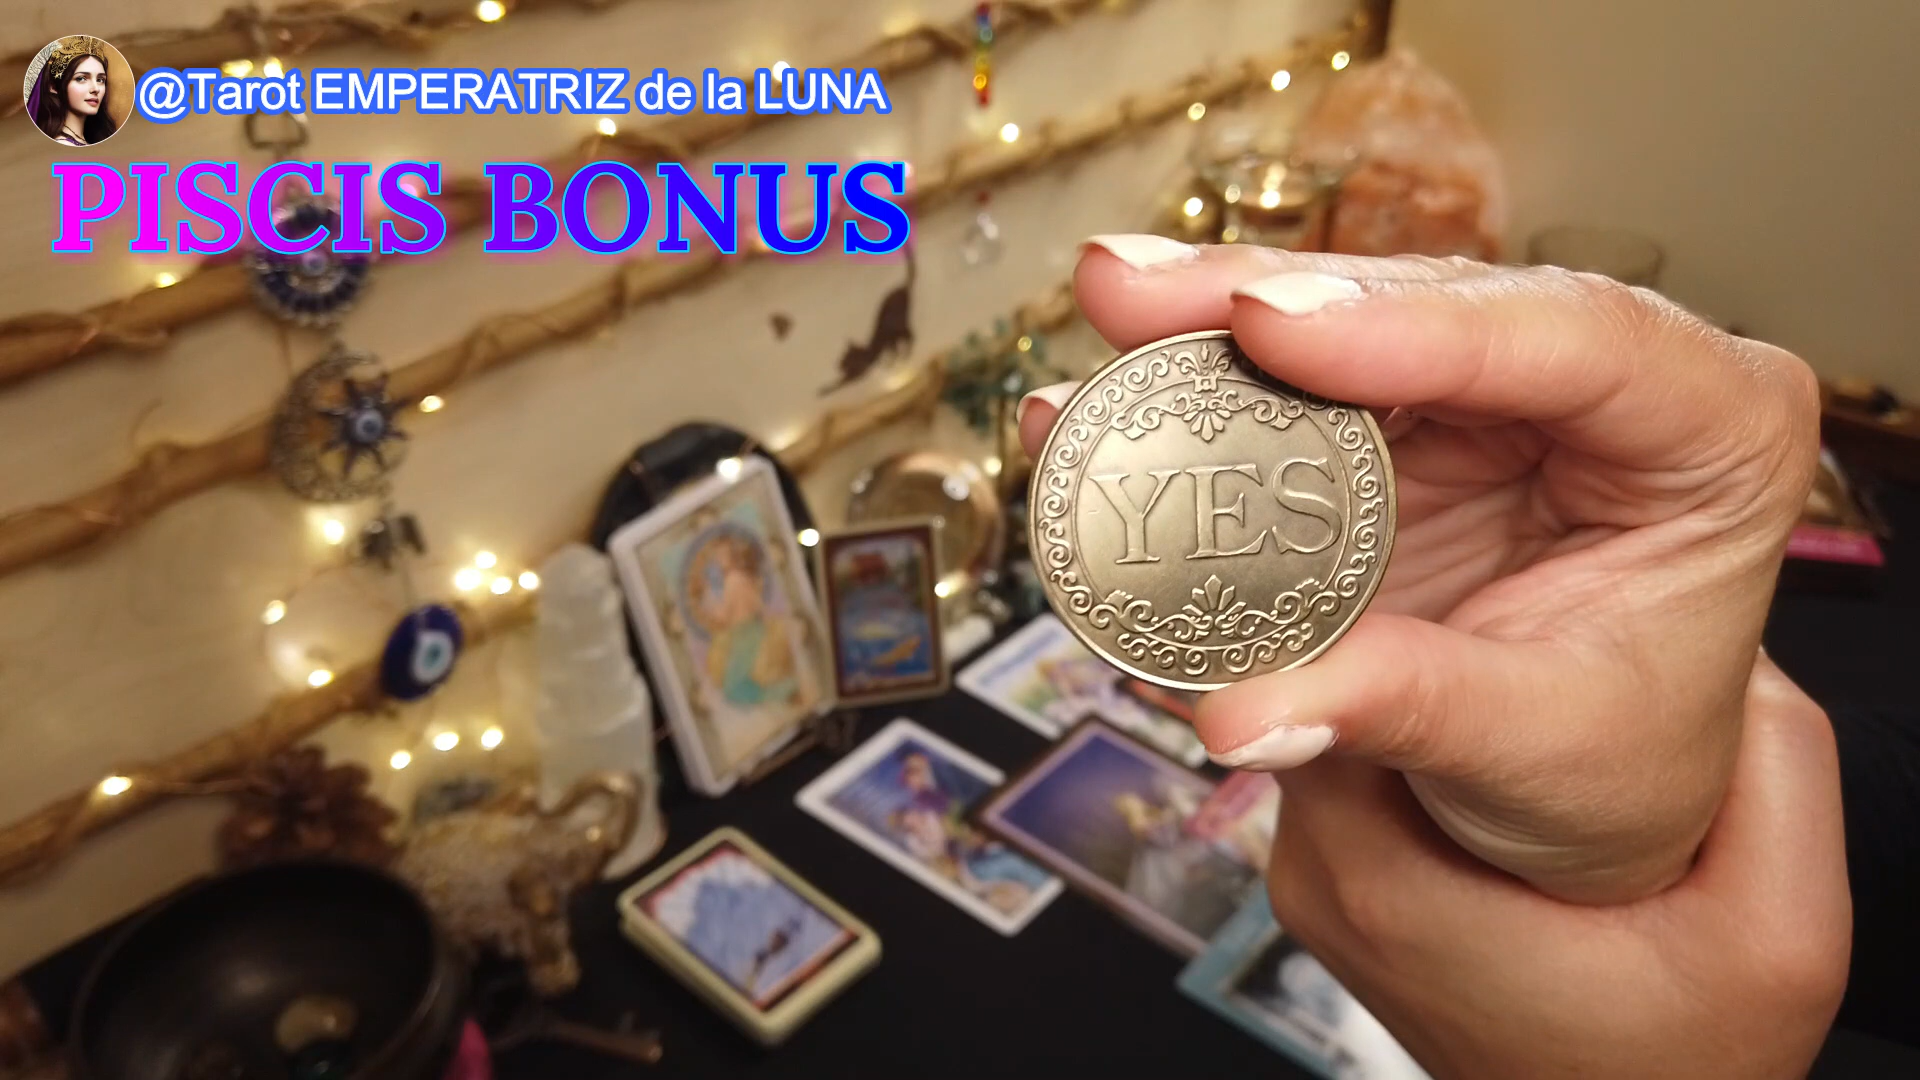 @Tarot EMPERATRIZ de la LUNA
PISCIS BONUS
YES